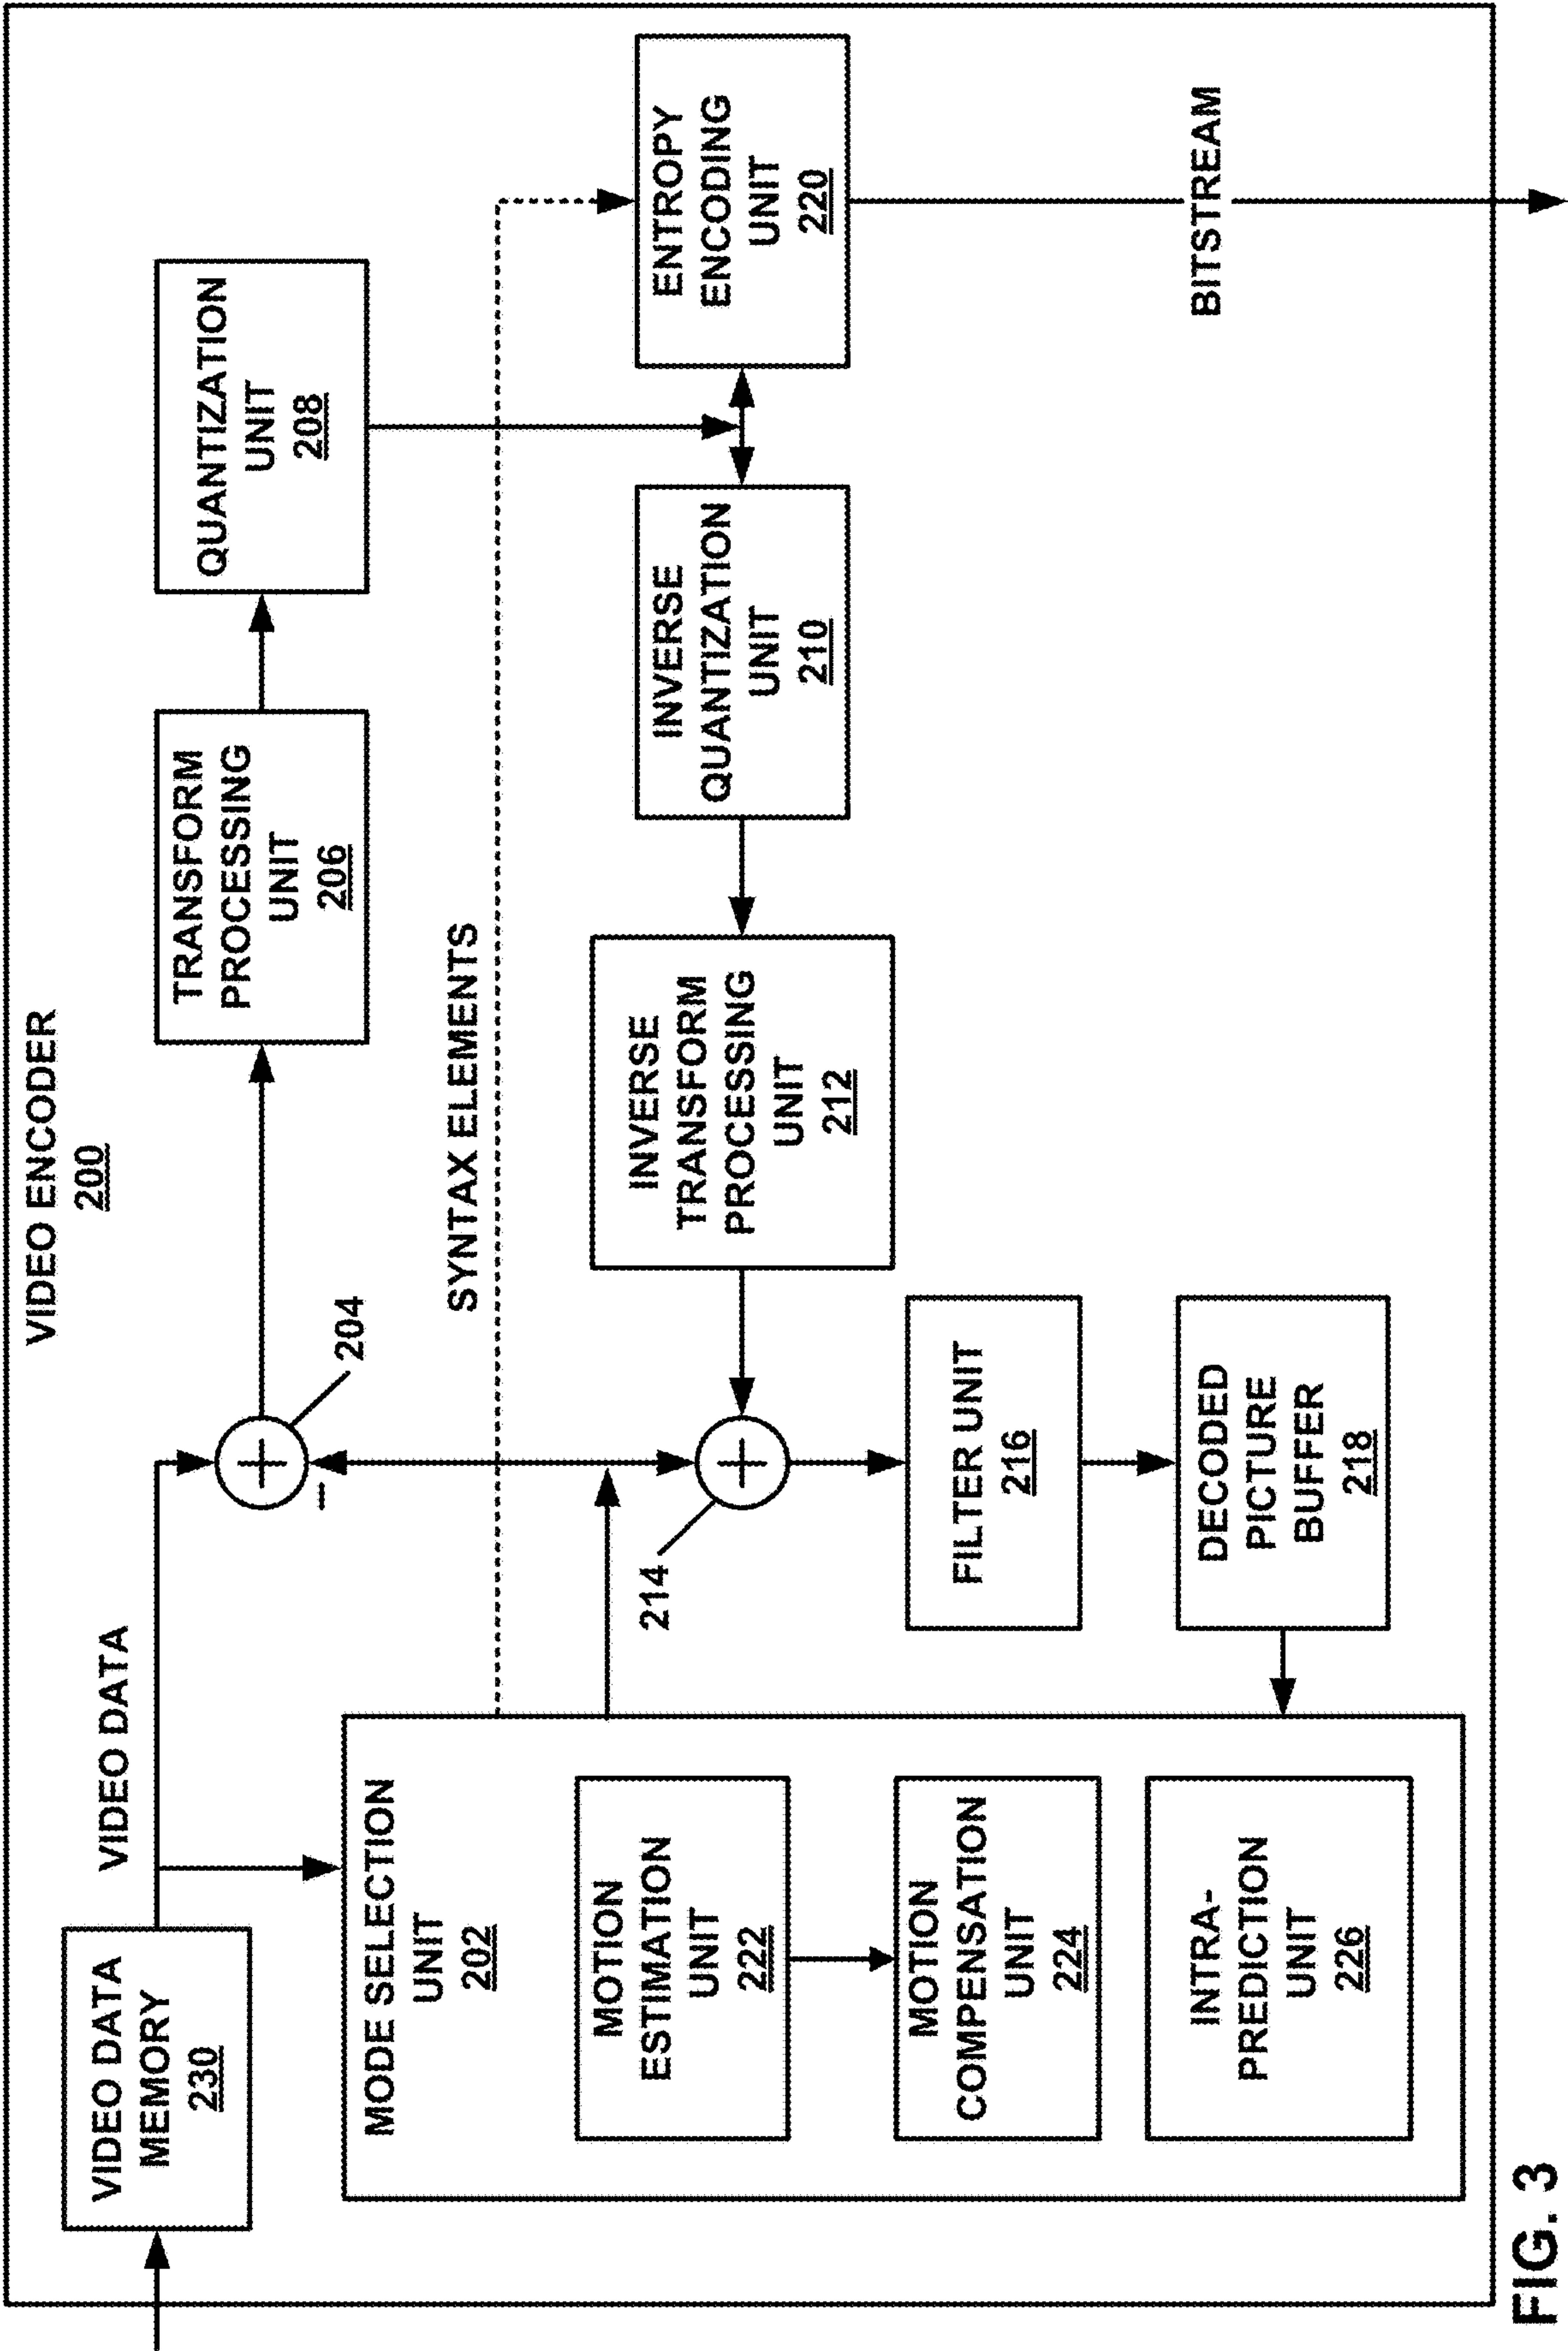 VIDEO ENCODER
200
VIDEO DATA
MEMORY
230
VIDEO DATA
204
TRANSFORM
PROCESSING
UNIT
206
QUANTIZATION
UNIT
208
MODE SELECTION
UNIT
202
SYNTAX ELEMENTS
MOTION
ESTIMATION
UNIT
222
MOTION
COMPENSATION
UNIT
224
INTRA-
PREDICTION
UNIT
226
214
INVERSE
TRANSFORM
PROCESSING
UNIT
212
INVERSE
QUANTIZATION
UNIT
210
ENTROPY
ENCODING
UNIT
220
FILTER UNIT
216
DECODED
PICTURE
BUFFER
218
BITSTREAM
FIG. 3